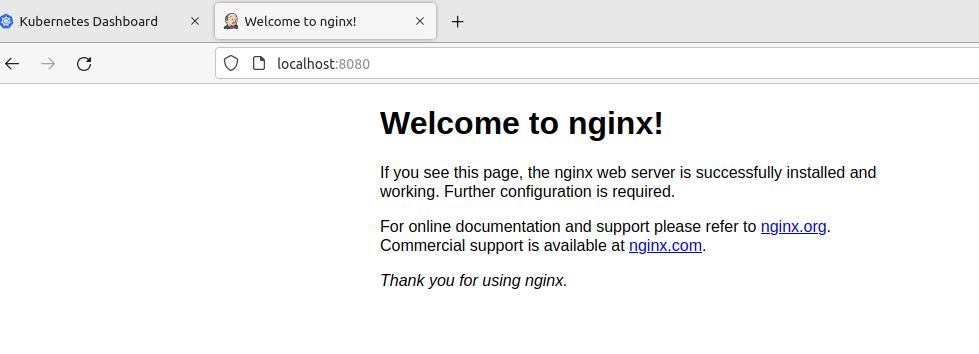 Kubernetes Dashboard
Welcome to nginx!
localhost:8080
Welcome to nginx!
If you see this page, the nginx web server is successfully installed and
working. Further configuration is required.
For online documentation and support please refer to nginx.org.
Commercial support is available at nginx.com.
Thank you for using nginx.